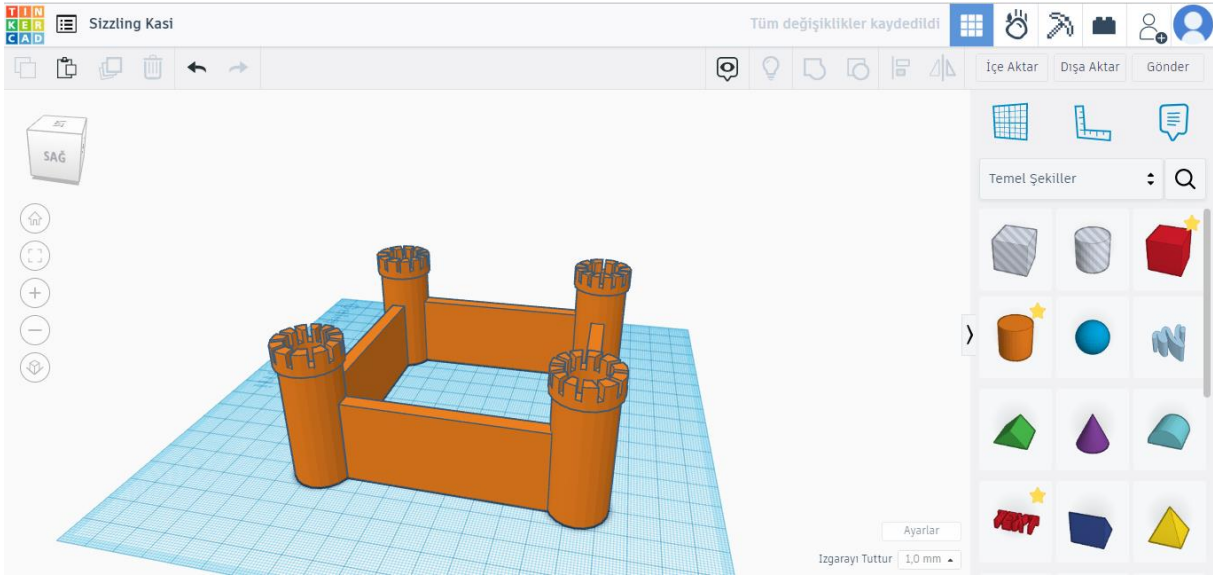 TIN
KER
CAD
Sizzling Kasi
Tüm değişiklikler kaydedildi
İçe Aktar
Dışa Aktar
Gönder
SAĞ
Temel Şekiller
TEXT
Ayarlar
Izgarayı Tuttur
1,0 mm